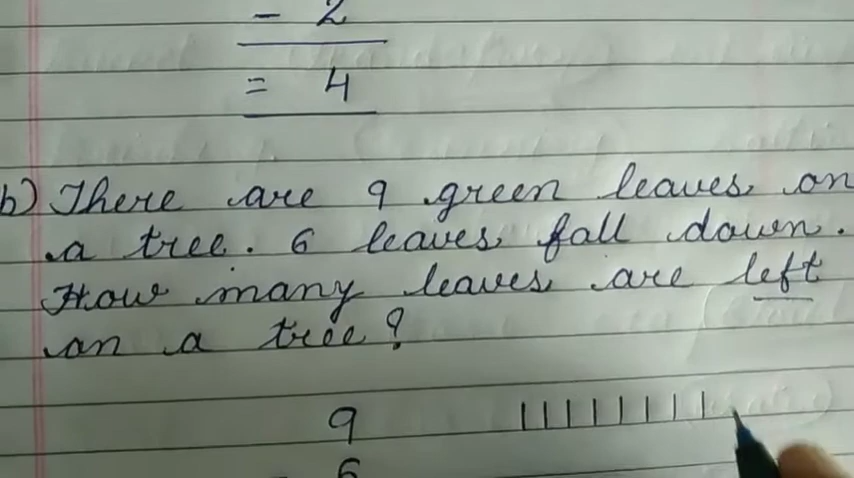 - 2
= 4
b) There are 9 green leaves on
a tree. 6 leaves fall down.
How many leaves are left
on a tree?
9 ||||||||
- 6